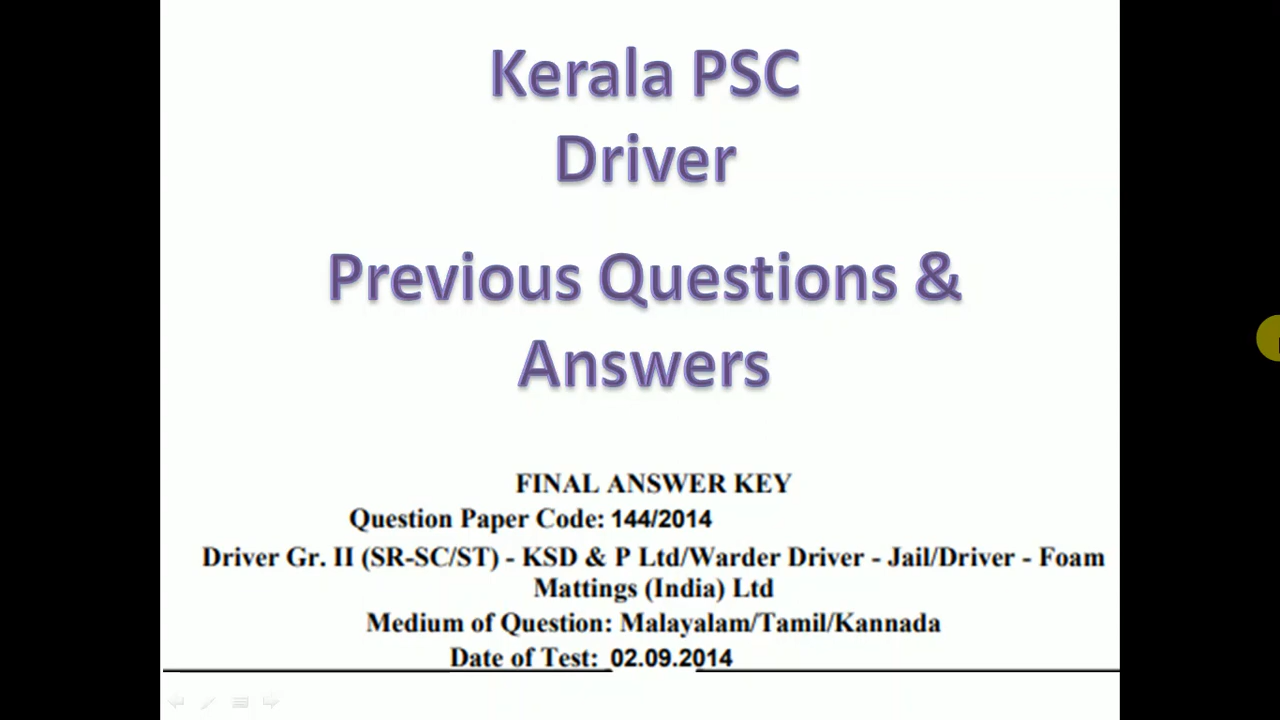 Kerala PSC
Driver
Previous Questions &
Answers
FINAL ANSWER KEY
Question Paper Code: 144/2014
Driver Gr. II (SR-SC/ST) - KSD & P Ltd/Warder Driver - Jail/Driver - Foam
Mattings (India) Ltd
Medium of Question: Malayalam/Tamil/Kannada
Date of Test: 02.09.2014